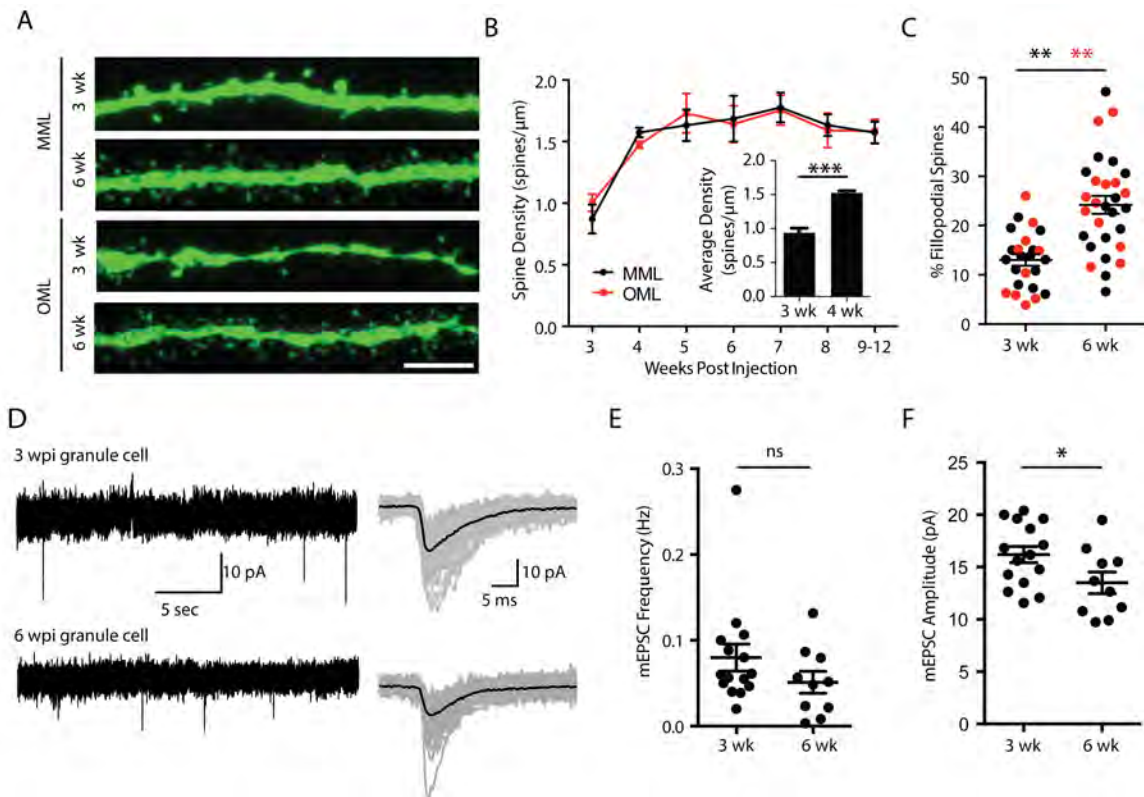 A
MML
3 wk
6 wk
OML
3 wk
6 wk
B
Spine Density (spines/µm)
2.0
1.5
1.0
0.5
0.0
MML
OML
3
4
5
6
7
8
9-12
Weeks Post Injection
Average Density
(spines/µm)
2.0
1.5
1.0
0.5
0.0
***
3 wk
4 wk
C
** **
% Fillopodial Spines
50
40
30
20
10
0
3 wk
6 wk
D
3 wpi granule cell
10 pA
5 sec
10 pA
5 ms
6 wpi granule cell
E
ns
mEPSC Frequency (Hz)
0.3
0.2
0.1
0.0
3 wk
6 wk
F
*
mEPSC Amplitude (pA)
25
20
15
10
5
0
3 wk
6 wk